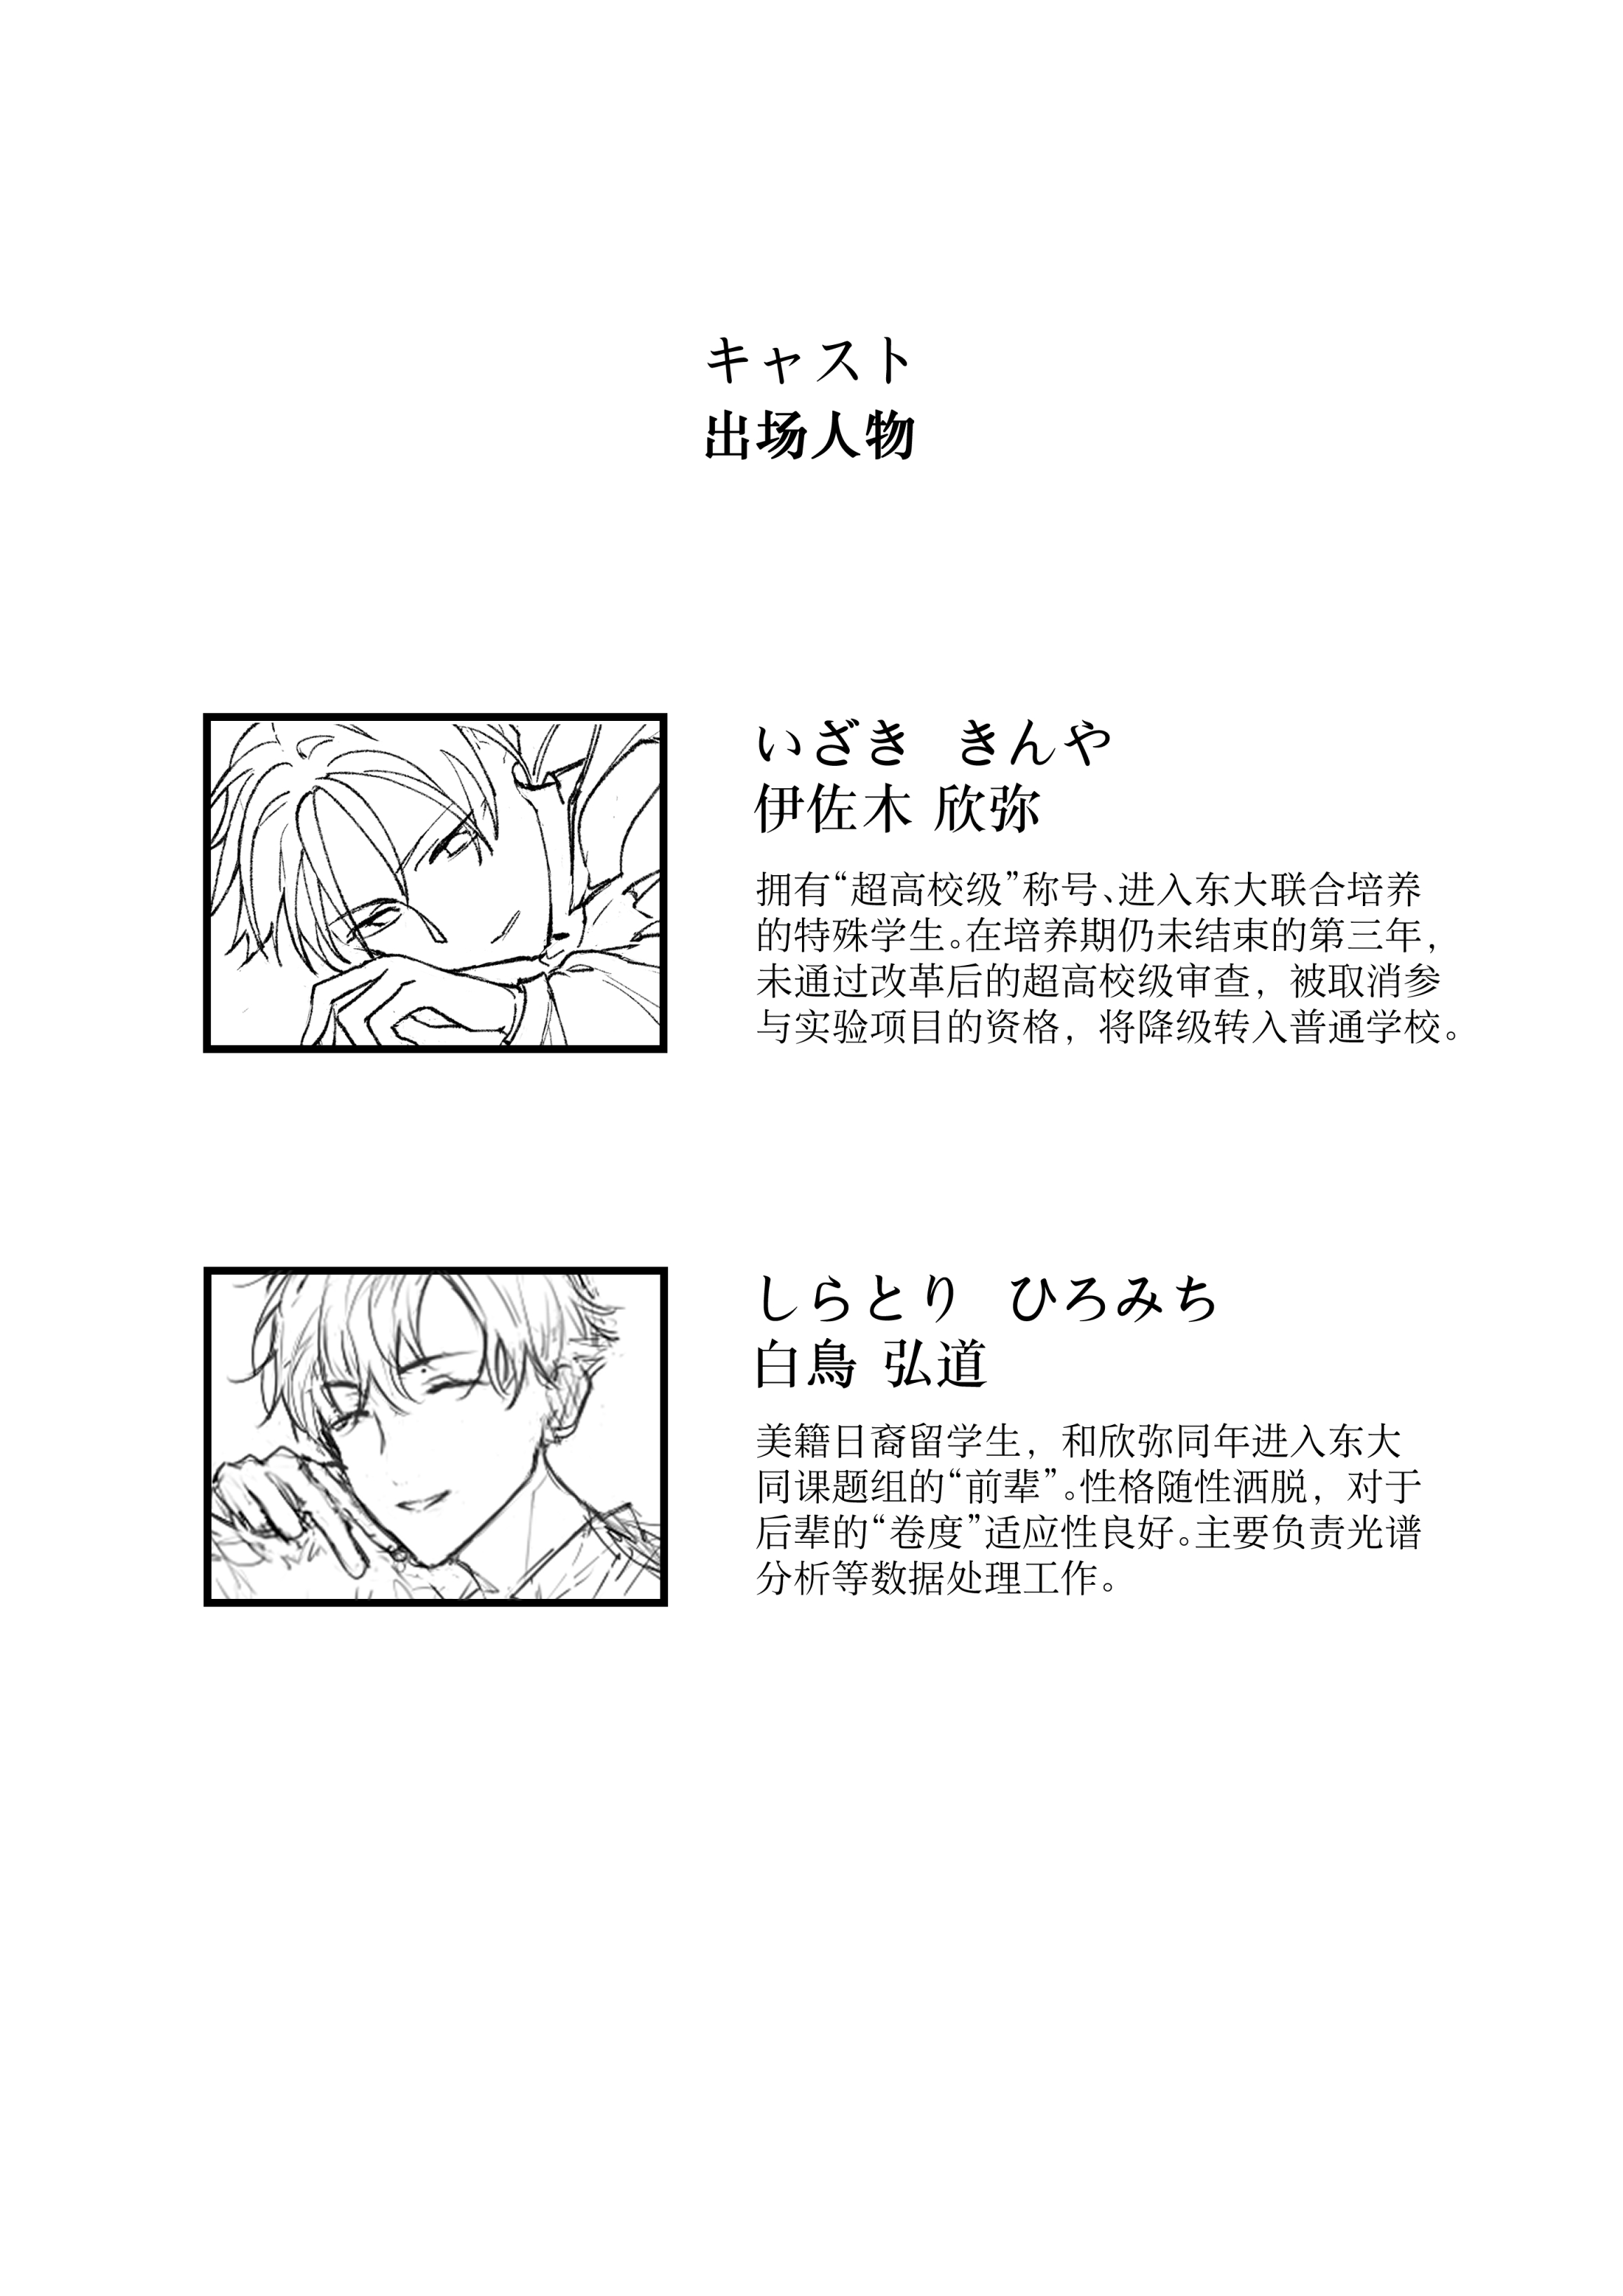 キャスト
出场人物
いざき きんや
伊佐木 欣弥
拥有“超高校级”称号、进入东大联合培养
的特殊学生。在培养期仍未结束的第三年，
未通过改革后的超高校级审查，被取消参
与实验项目的资格，将降级转入普通学校。
しらとり ひろみち
白鳥 弘道
美籍日裔留学生，和欣弥同年进入东大
同课题组的“前辈”。性格随性洒脱，对于
后辈的“卷度”适应性良好。主要负责光谱
分析等数据处理工作。